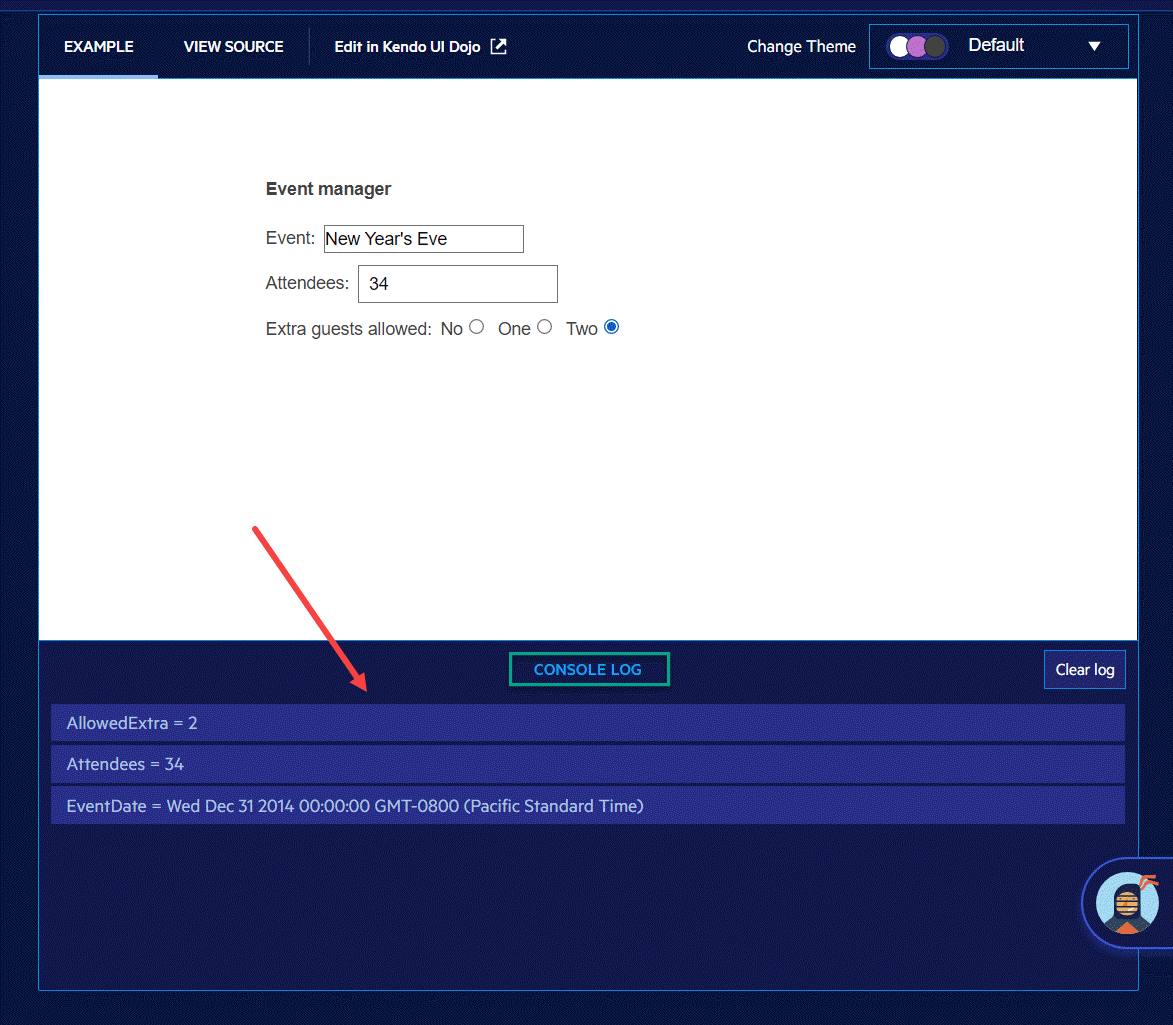 EXAMPLE VIEW SOURCE Edit in Kendo UI Dojo Change Theme Default
Event manager
Event: New Year's Eve
Attendees: 34
Extra guests allowed: No One Two
CONSOLE LOG Clear log
AllowedExtra = 2
Attendees = 34
EventDate = Wed Dec 31 2014 00:00:00 GMT-0800 (Pacific Standard Time)